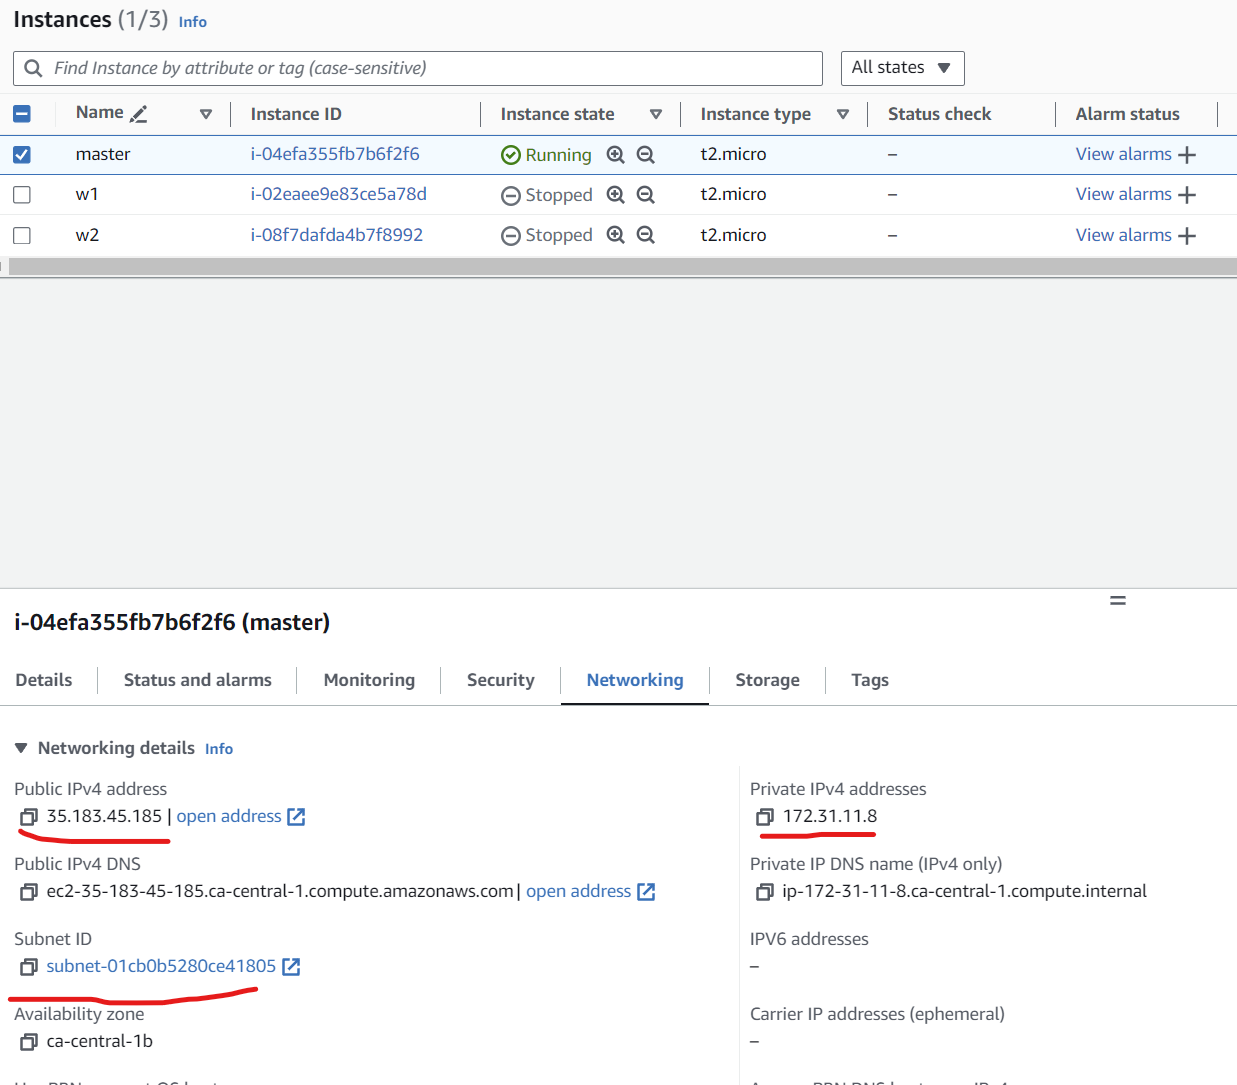 Instances (1/3) Info
Find Instance by attribute or tag (case-sensitive) All states
Name Instance ID Instance state Instance type Status check Alarm status
master i-04efa355fb7b6f2f6 Running t2.micro – View alarms +
w1 i-02eaee9e83ce5a78d Stopped t2.micro – View alarms +
w2 i-08f7dafda4b7f8992 Stopped t2.micro – View alarms +
i-04efa355fb7b6f2f6 (master)
Details Status and alarms Monitoring Security Networking Storage Tags
Networking details Info
Public IPv4 address Private IPv4 addresses
35.183.45.185 | open address 172.31.11.8
Public IPv4 DNS Private IP DNS name (IPv4 only)
ec2-35-183-45-185.ca-central-1.compute.amazonaws.com | open address ip-172-31-11-8.ca-central-1.compute.internal
Subnet ID IPV6 addresses
subnet-01cb0b5280ce41805 –
Availability zone Carrier IP addresses (ephemeral)
ca-central-1b –